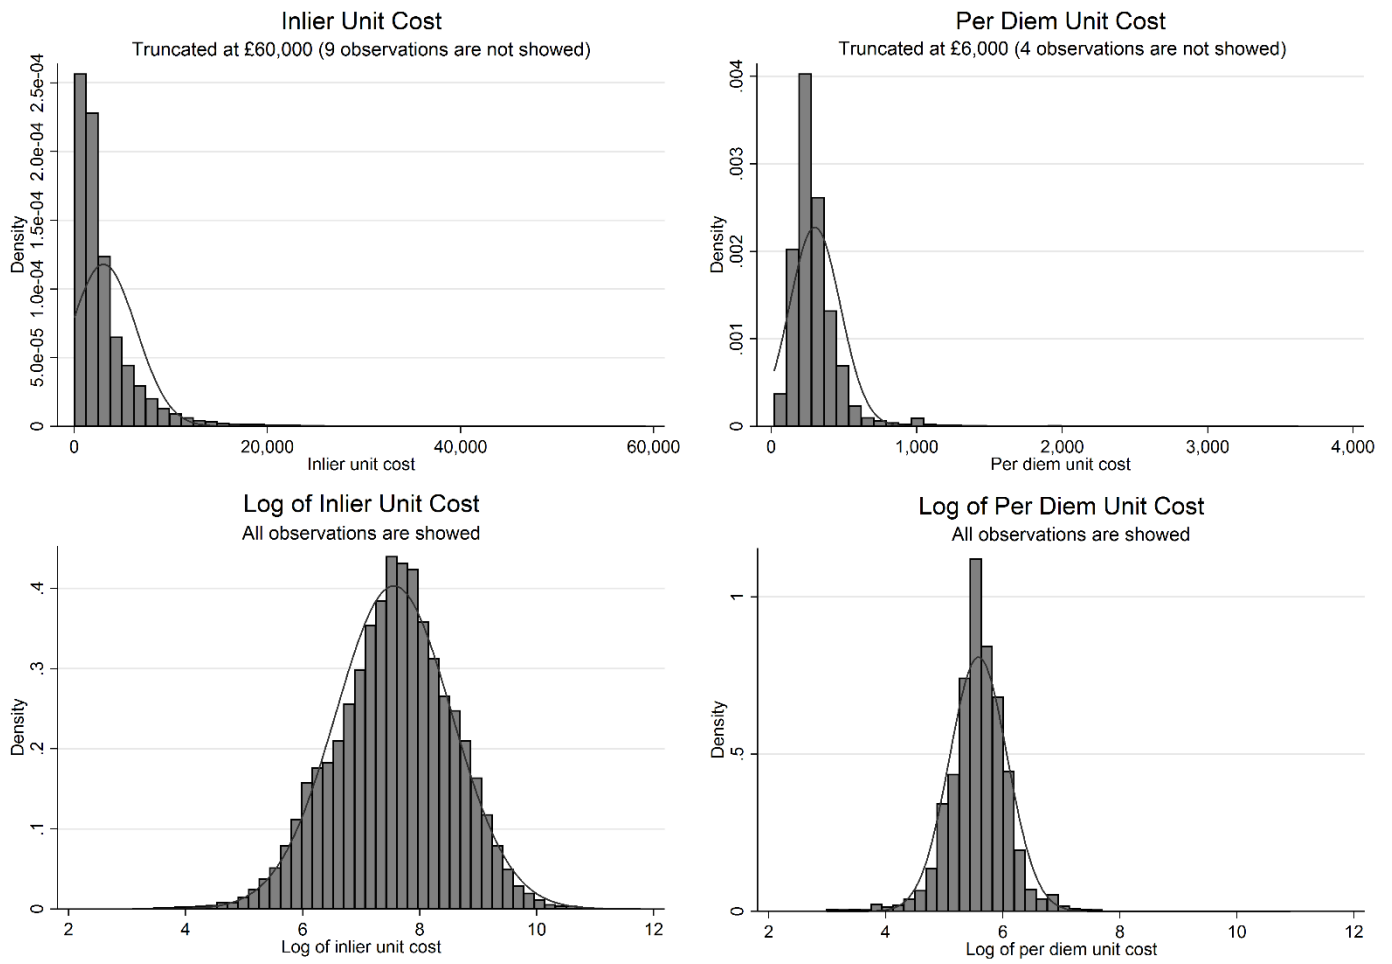 Inlier Unit Cost
Truncated at £60,000 (9 observations are not showed)
Density
2.5e-04
2.0e-04
1.5e-04
1.0e-04
5.0e-05
0
0 20,000 40,000 60,000
Inlier unit cost
Per Diem Unit Cost
Truncated at £6,000 (4 observations are not showed)
Density
.004
.003
.002
.001
0
0 1,000 2,000 3,000 4,000
Per diem unit cost
Log of Inlier Unit Cost
All observations are showed
Density
.4
.3
.2
.1
0
2 4 6 8 10 12
Log of inlier unit cost
Log of Per Diem Unit Cost
All observations are showed
Density
1
.5
0
2 4 6 8 10 12
Log of per diem unit cost